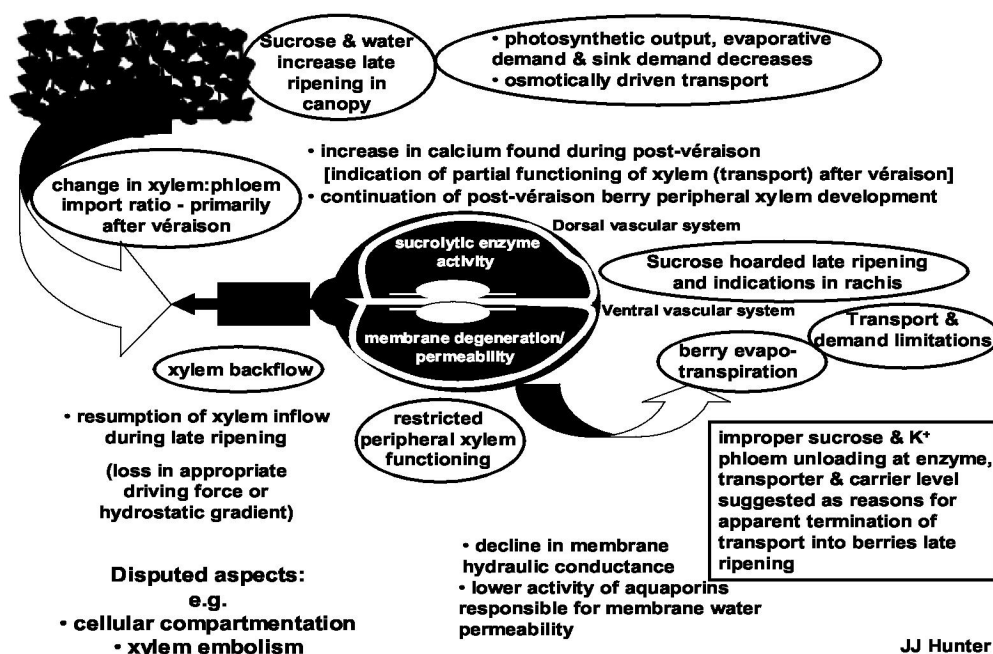 Sucrose & water
increase late
ripening in
canopy
• photosynthetic output, evaporative
demand & sink demand decreases
• osmotically driven transport
change in xylem:phloem
import ratio - primarily
after véraison
• increase in calcium found during post-véraison
[indication of partial functioning of xylem (transport) after véraison]
• continuation of post-véraison berry peripheral xylem development
Dorsal vascular system
sucrolytic enzyme
activity
Sucrose hoarded late ripening
and indications in rachis
Ventral vascular system
membrane degeneration/
permeability
Transport &
demand limitations
berry evapo-
transpiration
xylem backflow
• resumption of xylem inflow
during late ripening
(loss in appropriate
driving force or
hydrostatic gradient)
restricted
peripheral xylem
functioning
improper sucrose & K⁺
phloem unloading at enzyme,
transporter & carrier level
suggested as reasons for
apparent termination of
transport into berries late
ripening
• decline in membrane
hydraulic conductance
• lower activity of aquaporins
responsible for membrane water
permeability
Disputed aspects:
e.g.
• cellular compartmentation
• xylem embolism
JJ Hunter